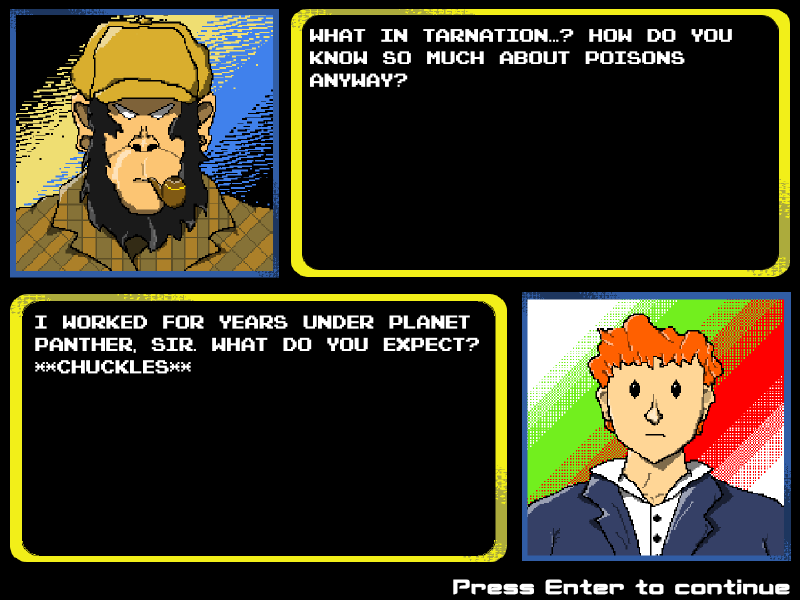 WHAT IN TARNATION...? HOW DO YOU
KNOW SO MUCH ABOUT POISONS
ANYWAY?
I WORKED FOR YEARS UNDER PLANET
PANTHER, SIR. WHAT DO YOU EXPECT?
**CHUCKLES**
Press Enter to continue